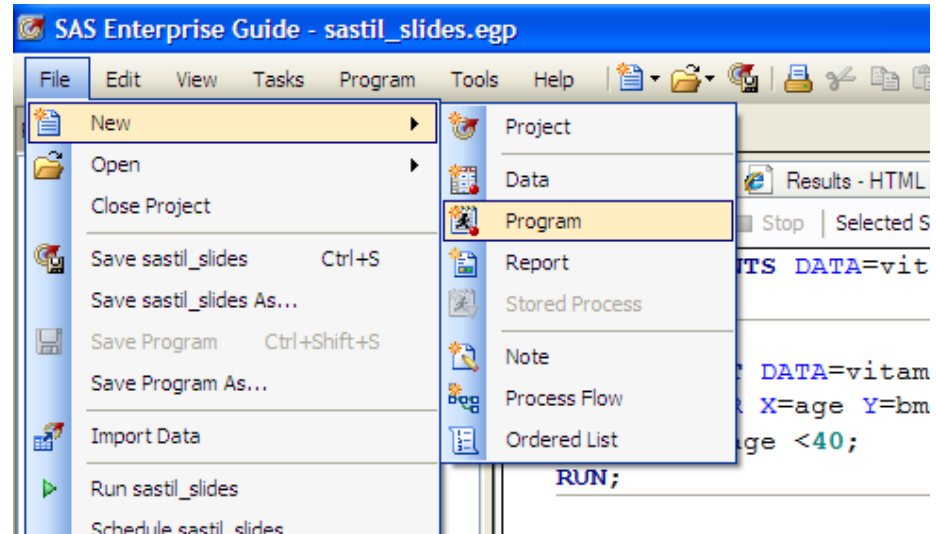 SAS Enterprise Guide - sastil_slides.egp
File Edit View Tasks Program Tools Help
New
Open
Close Project
Save sastil_slides Ctrl+S
Save sastil_slides As...
Save Program Ctrl+Shift+S
Save Program As...
Import Data
Run sastil_slides
Schedule sastil_slides
Project
Data
Program
Report
Stored Process
Note
Process Flow
Ordered List
Results - HTML
Stop Selected S
NTS DATA=vit
DATA=vitam
X=age Y=bm
ge <40;
RUN;